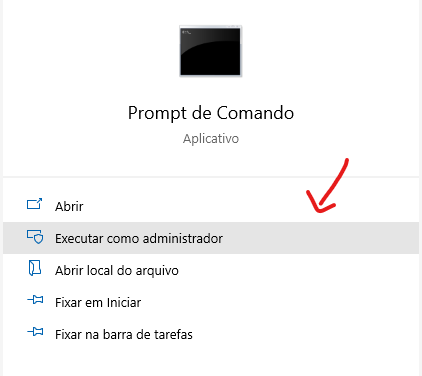 Prompt de Comando
Aplicativo
Abrir
Executar como administrador
Abrir local do arquivo
Fixar em Iniciar
Fixar na barra de tarefas